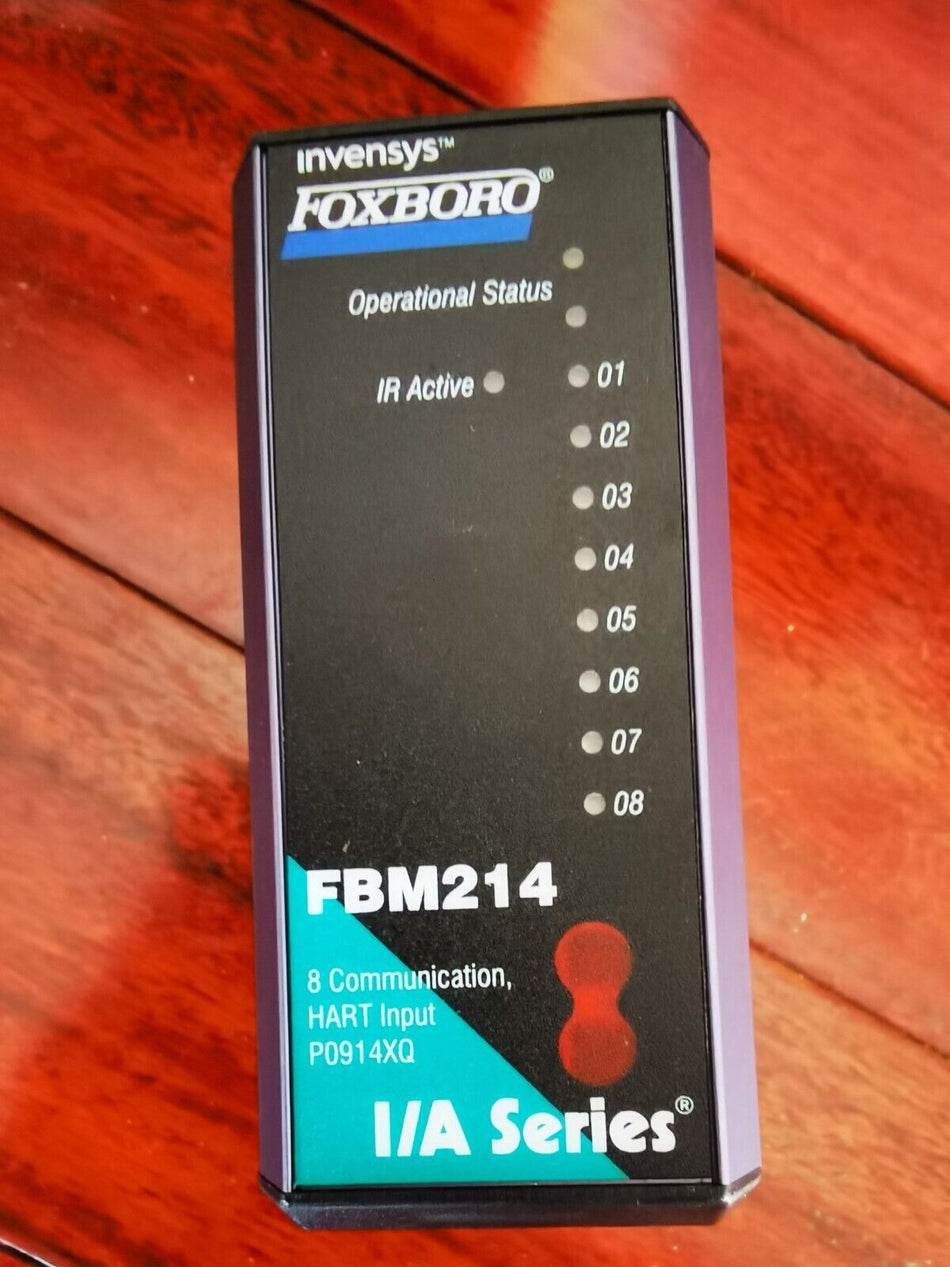 invensys™
FOXBORO®
Operational Status
IR Active 01
02
03
04
05
06
07
08
FBM214
8 Communication,
HART Input
P0914XQ
I/A Series®